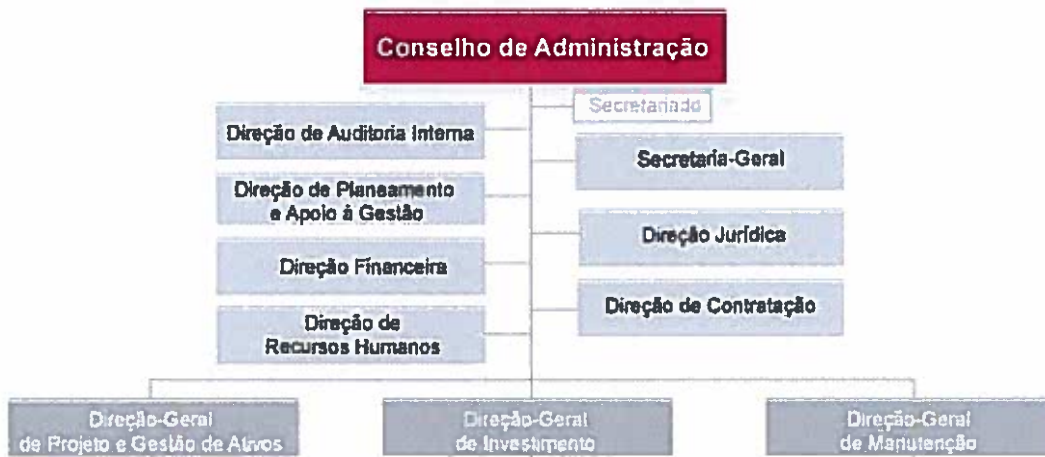 Conselho de Administração
Secretariado
Direção de Auditoria Interna
Secretaria-Geral
Direção de Planeamento
e Apoio à Gestão
Direção Jurídica
Direção Financeira
Direção de Contratação
Direção de
Recursos Humanos
Direção-Geral
de Projeto e Gestão de Ativos
Direção-Geral
de Investimento
Direção-Geral
de Manutenção